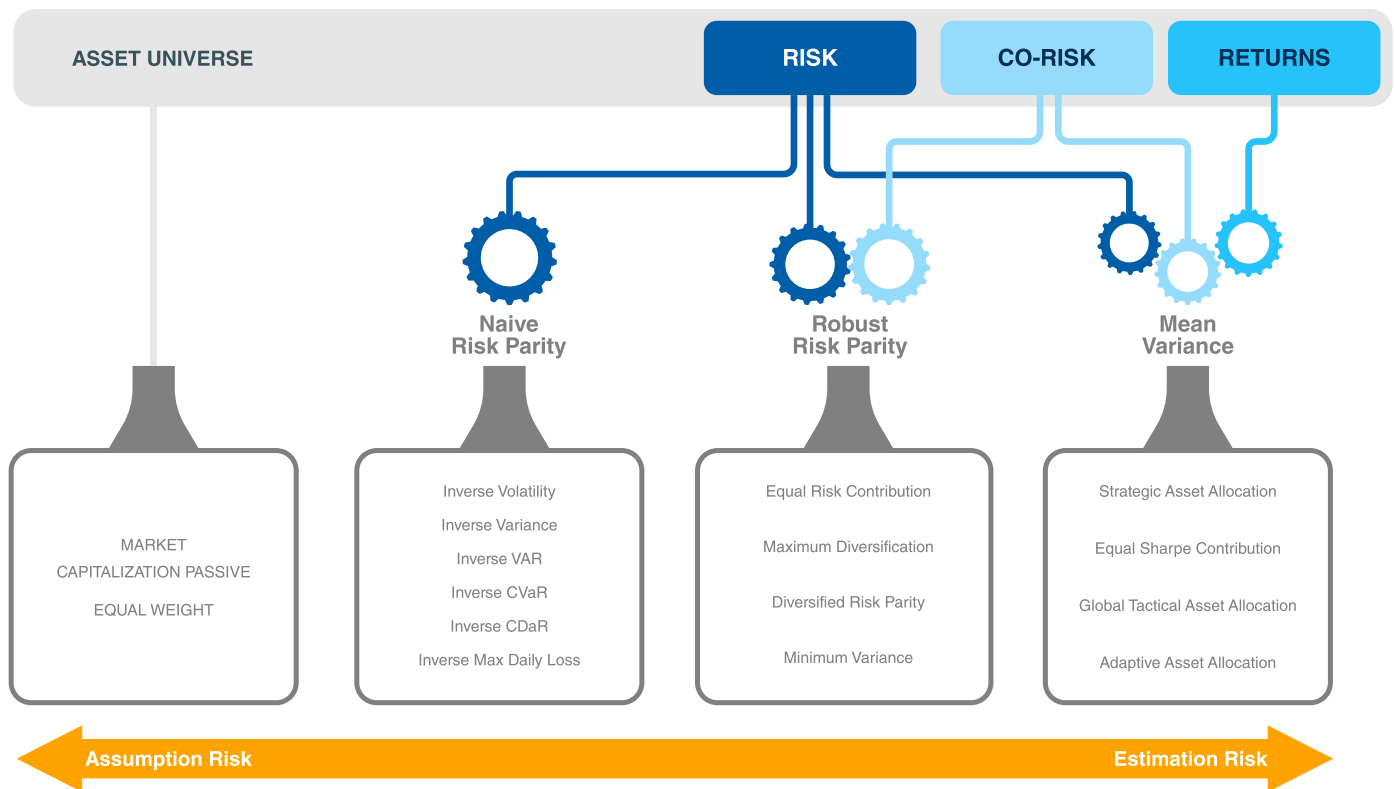 ASSET UNIVERSE
RISK
CO-RISK
RETURNS
Naive
Risk Parity
Robust
Risk Parity
Mean
Variance
MARKET
CAPITALIZATION PASSIVE
EQUAL WEIGHT
Inverse Volatility
Inverse Variance
Inverse VAR
Inverse CVaR
Inverse CDaR
Inverse Max Daily Loss
Equal Risk Contribution
Maximum Diversification
Diversified Risk Parity
Minimum Variance
Strategic Asset Allocation
Equal Sharpe Contribution
Global Tactical Asset Allocation
Adaptive Asset Allocation
Assumption Risk
Estimation Risk